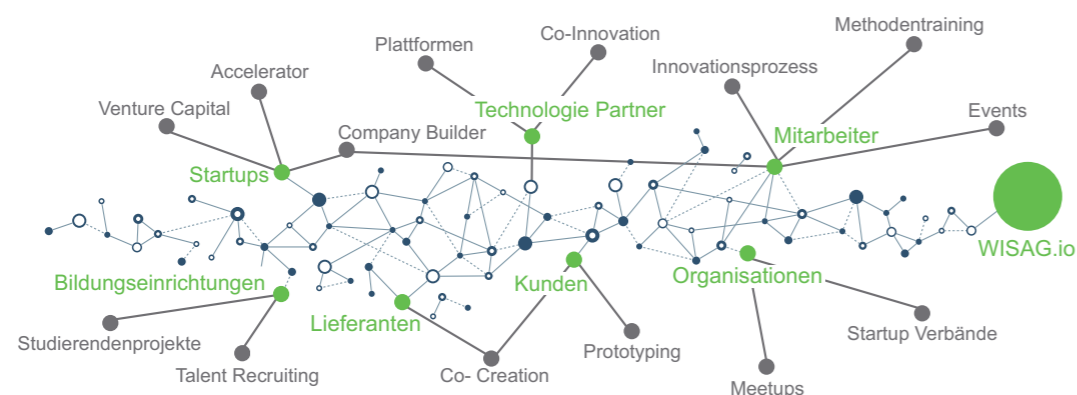 Methodentraining
Co-Innovation
Plattformen
Innovationsprozess
Accelerator
Venture Capital
Technologie Partner
Events
Company Builder
Mitarbeiter
Startups
WISAG.io
Bildungseinrichtungen
Kunden
Organisationen
Lieferanten
Startup Verbände
Studierendenprojekte
Prototyping
Talent Recruiting
Co- Creation
Meetups